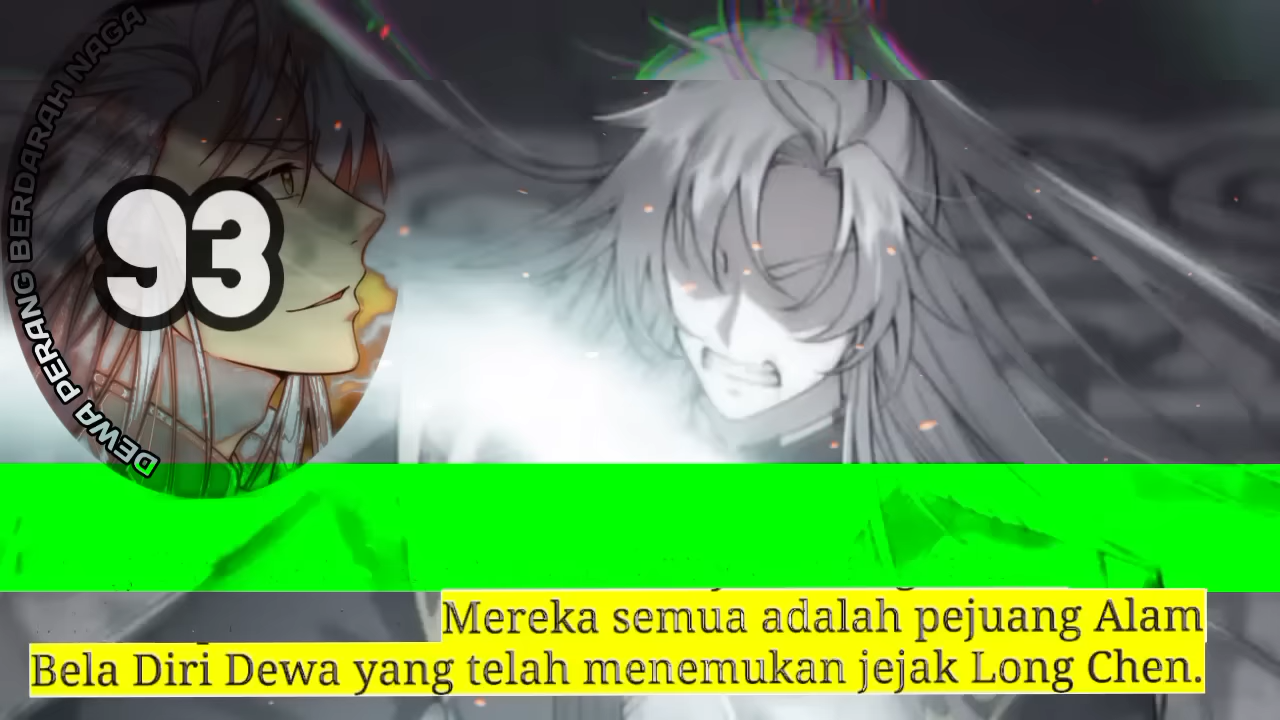 DEWA PERANG BERDARAH NAGA
93
Mereka semua adalah pejuang Alam
Bela Diri Dewa yang telah menemukan jejak Long Chen.